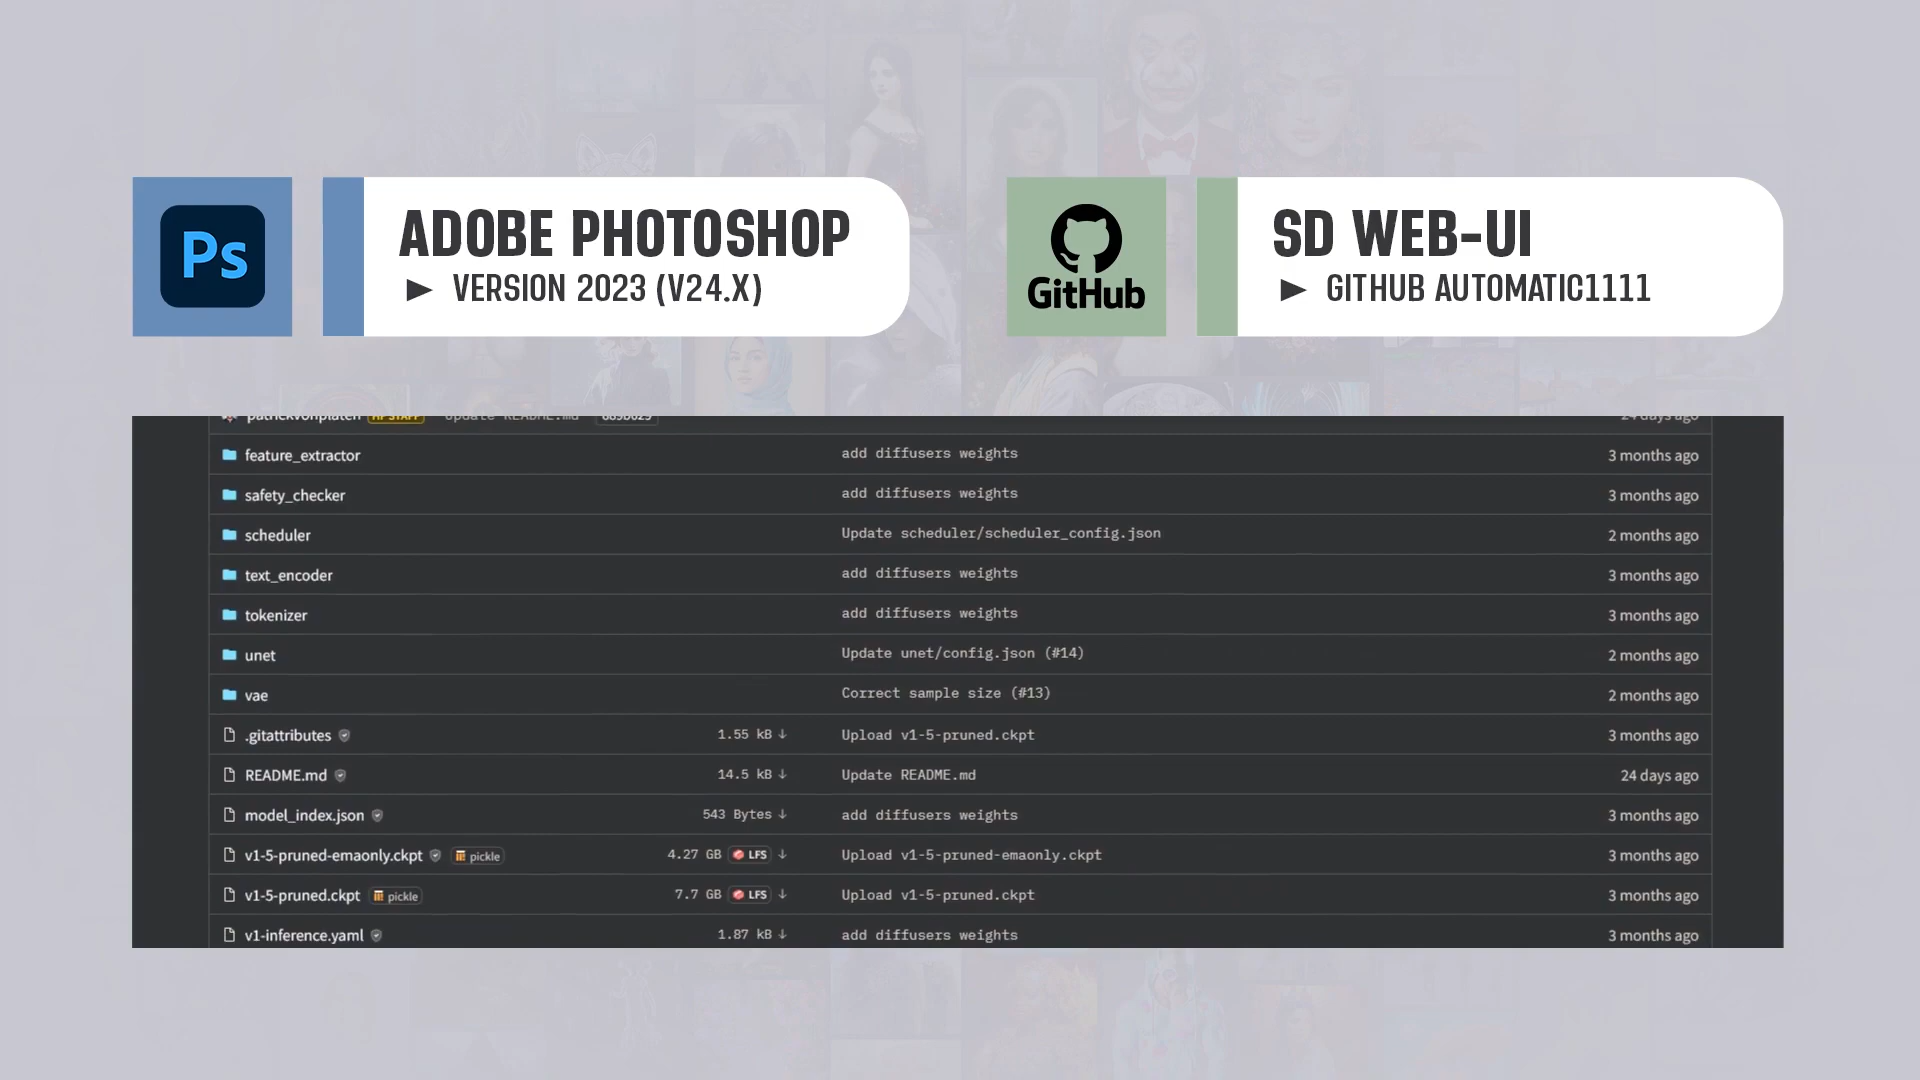 Ps
ADOBE PHOTOSHOP
► VERSION 2023 (V24.X)
GitHub
SD WEB-UI
► GITHUB AUTOMATIC1111
patrickvonplaten Update README.md 24 days ago
feature_extractor add diffusers weights 3 months ago
safety_checker add diffusers weights 3 months ago
scheduler Update scheduler/scheduler_config.json 2 months ago
text_encoder add diffusers weights 3 months ago
tokenizer add diffusers weights 3 months ago
unet Update unet/config.json (#14) 2 months ago
vae Correct sample size (#13) 2 months ago
.gitattributes 1.55 kB ↓ Upload v1-5-pruned.ckpt 3 months ago
README.md 14.5 kB ↓ Update README.md 24 days ago
model_index.json 543 Bytes ↓ add diffusers weights 3 months ago
v1-5-pruned-emaonly.ckpt pickle 4.27 GB LFS ↓ Upload v1-5-pruned-emaonly.ckpt 3 months ago
v1-5-pruned.ckpt pickle 7.7 GB LFS ↓ Upload v1-5-pruned.ckpt 3 months ago
v1-inference.yaml 1.87 kB ↓ add diffusers weights 3 months ago